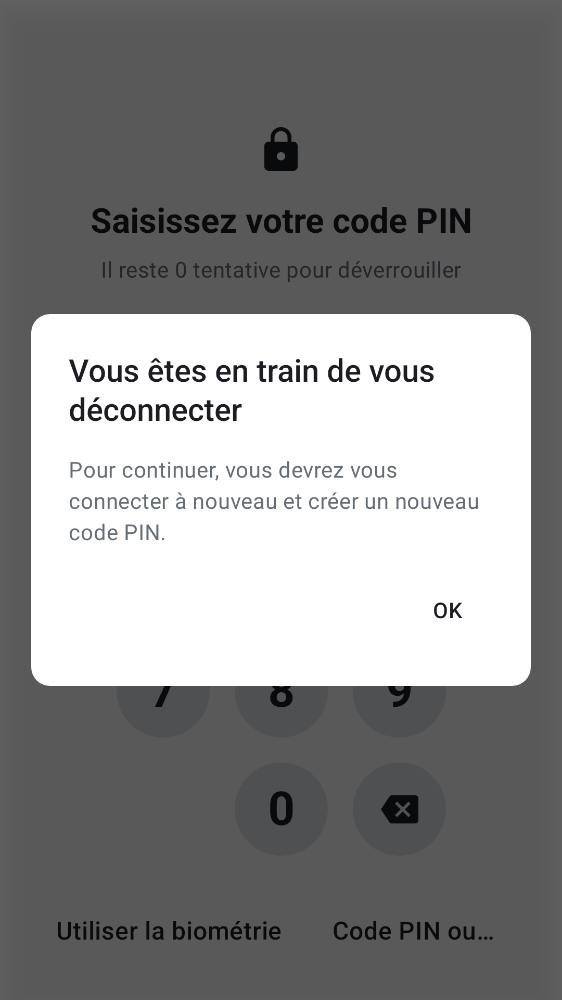 Saisissez votre code PIN
Il reste 0 tentative pour déverrouiller
Vous êtes en train de vous
déconnecter
Pour continuer, vous devrez vous
connecter à nouveau et créer un nouveau
code PIN.
OK
7 8 9
0
Utiliser la biométrie Code PIN ou…